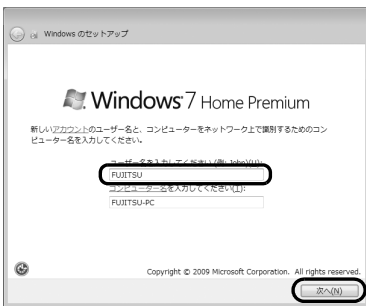 Windows のセットアップ
Windows 7 Home Premium
新しいアカウントのユーザー名と、コンピューターをネットワーク上で識別するためのコン
ピューター名を入力してください。
ユーザー名を入力してください (例: John)(U):
FUJITSU
コンピューター名を入力してください(T):
FUJITSU-PC
Copyright © 2009 Microsoft Corporation. All rights reserved.
次へ(N)